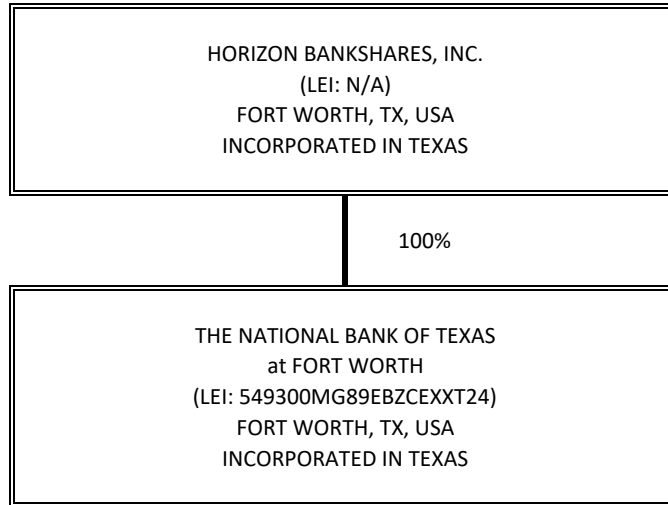 HORIZON BANKSHARES, INC.
(LEI: N/A)
FORT WORTH, TX, USA
INCORPORATED IN TEXAS
100%
THE NATIONAL BANK OF TEXAS
at FORT WORTH
(LEI: 549300MG89EBZCEXXT24)
FORT WORTH, TX, USA
INCORPORATED IN TEXAS